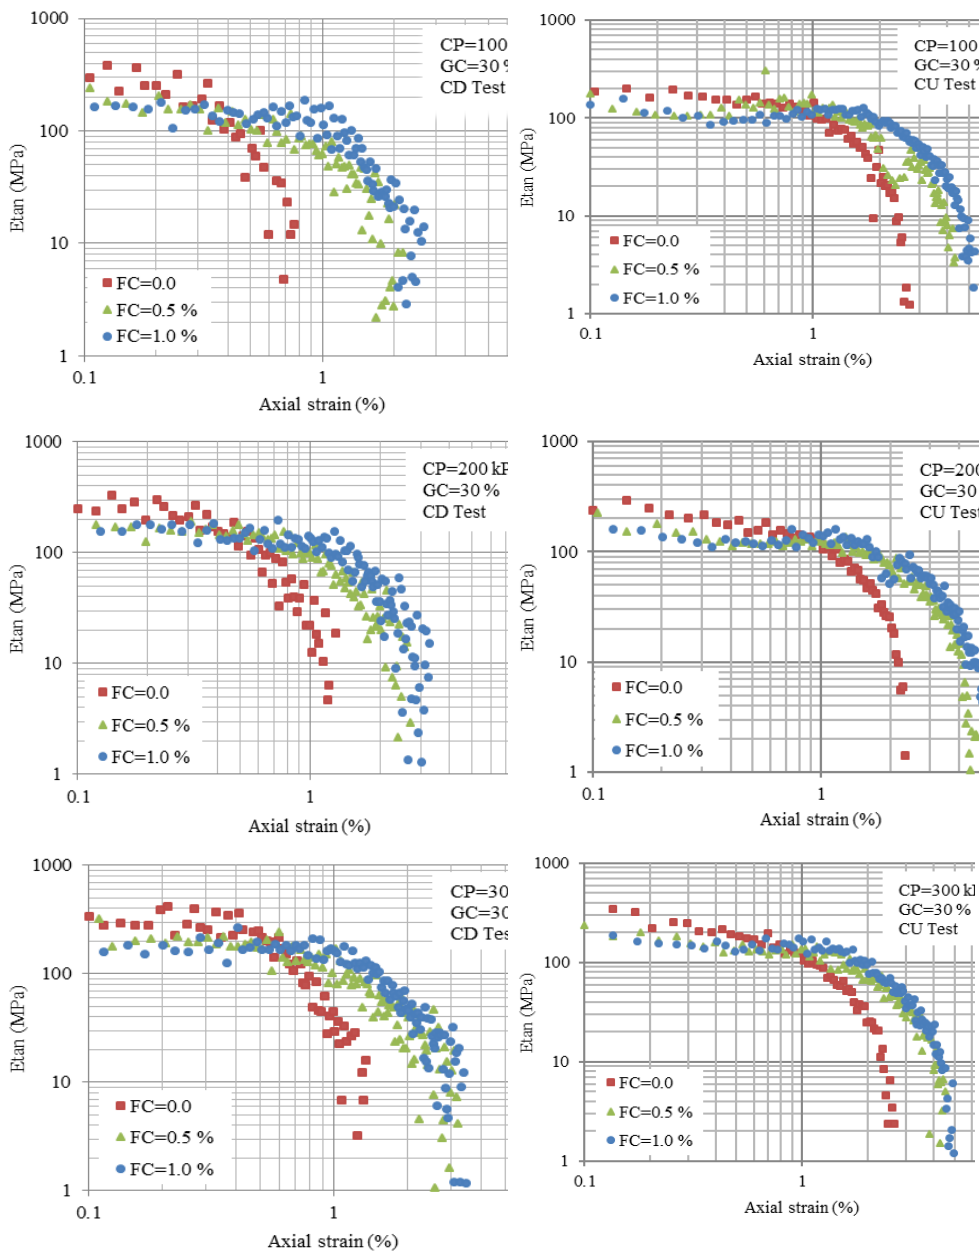 1000
100
10
1
Etan (MPa)
CP=100
GC=30 %
CD Test
FC=0.0
FC=0.5 %
FC=1.0 %
0.1
1
Axial strain (%)
1000
100
10
1
Etan (MPa)
CP=100
GC=30
CU Test
FC=0.0
FC=0.5 %
FC=1.0 %
0.1
1
Axial strain (%)
1000
100
10
1
Etan (MPa)
CP=200 kP
GC=30 %
CD Test
FC=0.0
FC=0.5 %
FC=1.0 %
0.1
1
Axial strain (%)
1000
100
10
1
Etan (MPa)
CP=200
GC=30
CU Test
FC=0.0
FC=0.5 %
FC=1.0 %
0.1
1
Axial strain (%)
1000
100
10
1
Etan (MPa)
CP=30
GC=30
CD Tes
FC=0.0
FC=0.5 %
FC=1.0 %
0.1
1
Axial strain (%)
1000
100
10
1
Etan (MPa)
CP=300 k
GC=30 %
CU Test
FC=0.0
FC=0.5 %
FC=1.0 %
0.1
1
Axial strain (%)